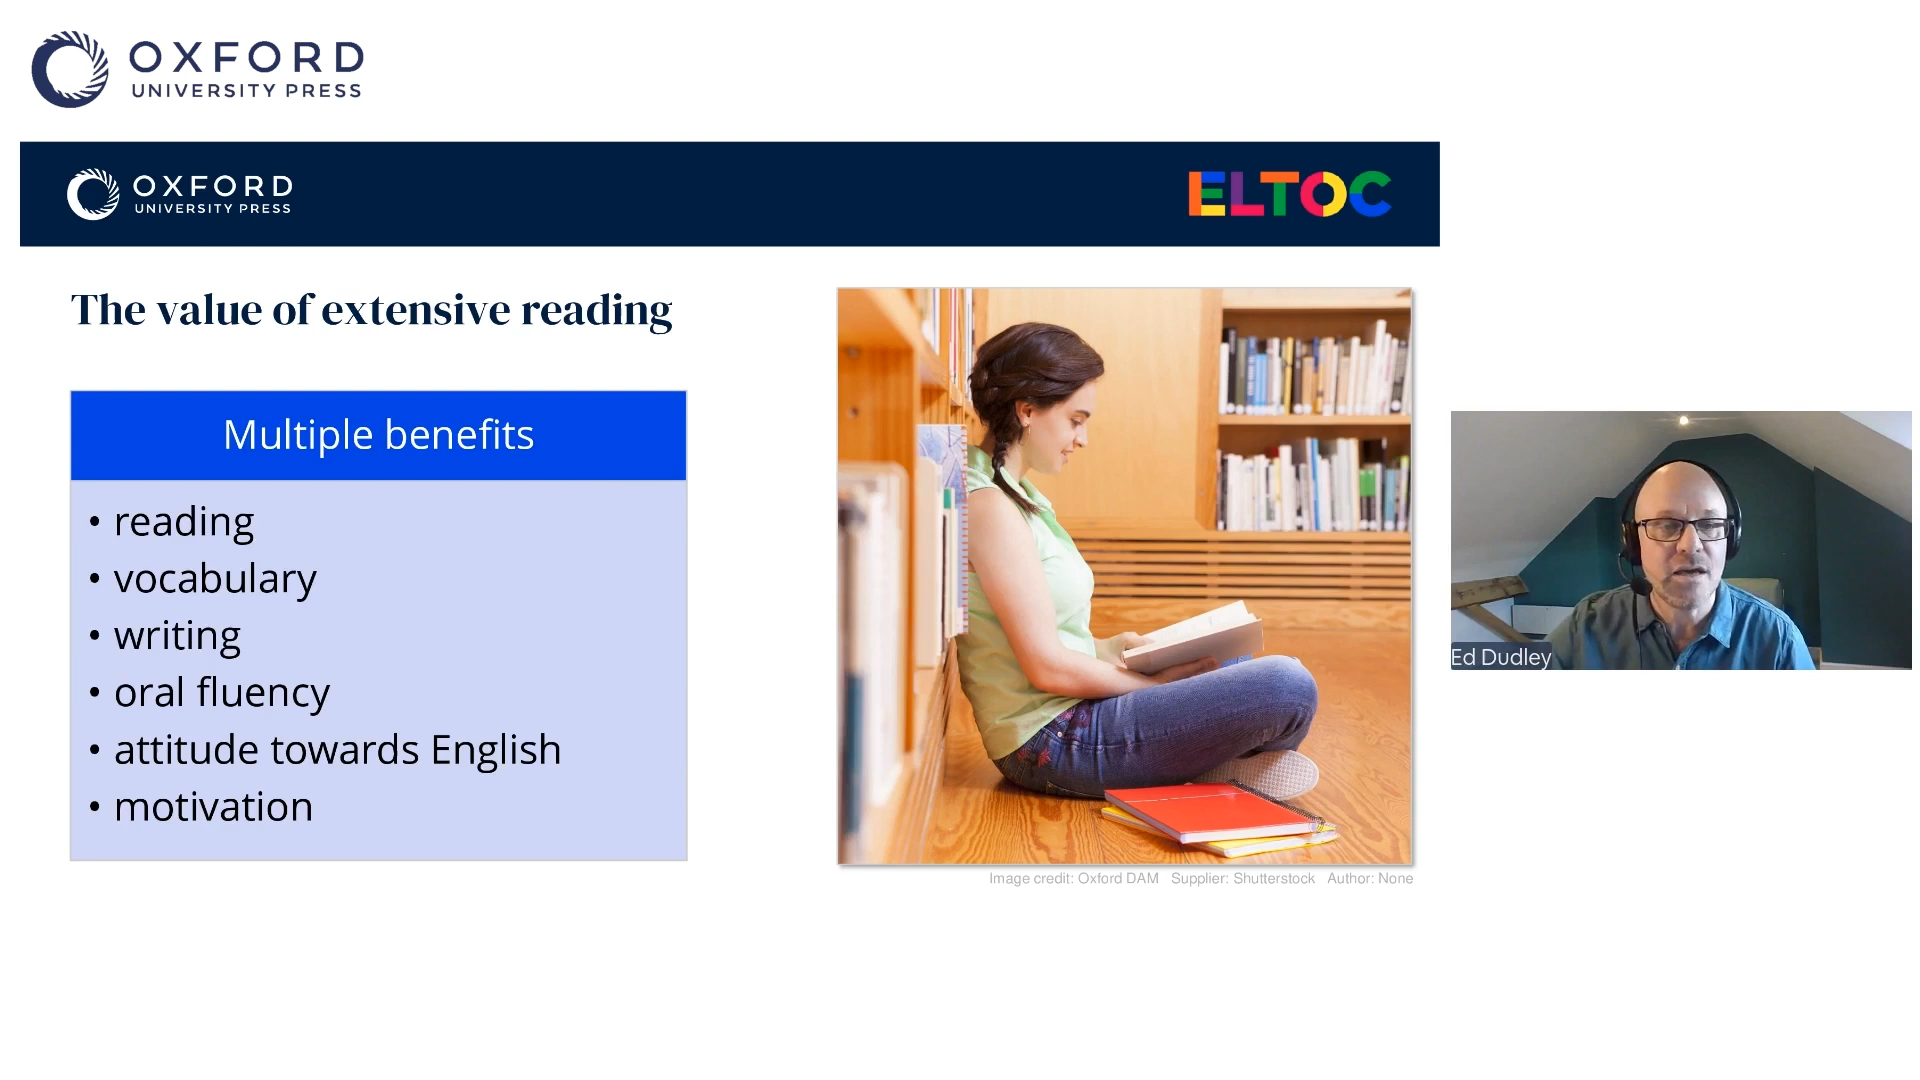 OXFORD
UNIVERSITY PRESS
OXFORD
UNIVERSITY PRESS
ELTOC
The value of extensive reading
Multiple benefits
• reading
• vocabulary
• writing
• oral fluency
• attitude towards English
• motivation
Image credit: Oxford DAM Supplier: Shutterstock Author: None
Ed Dudley